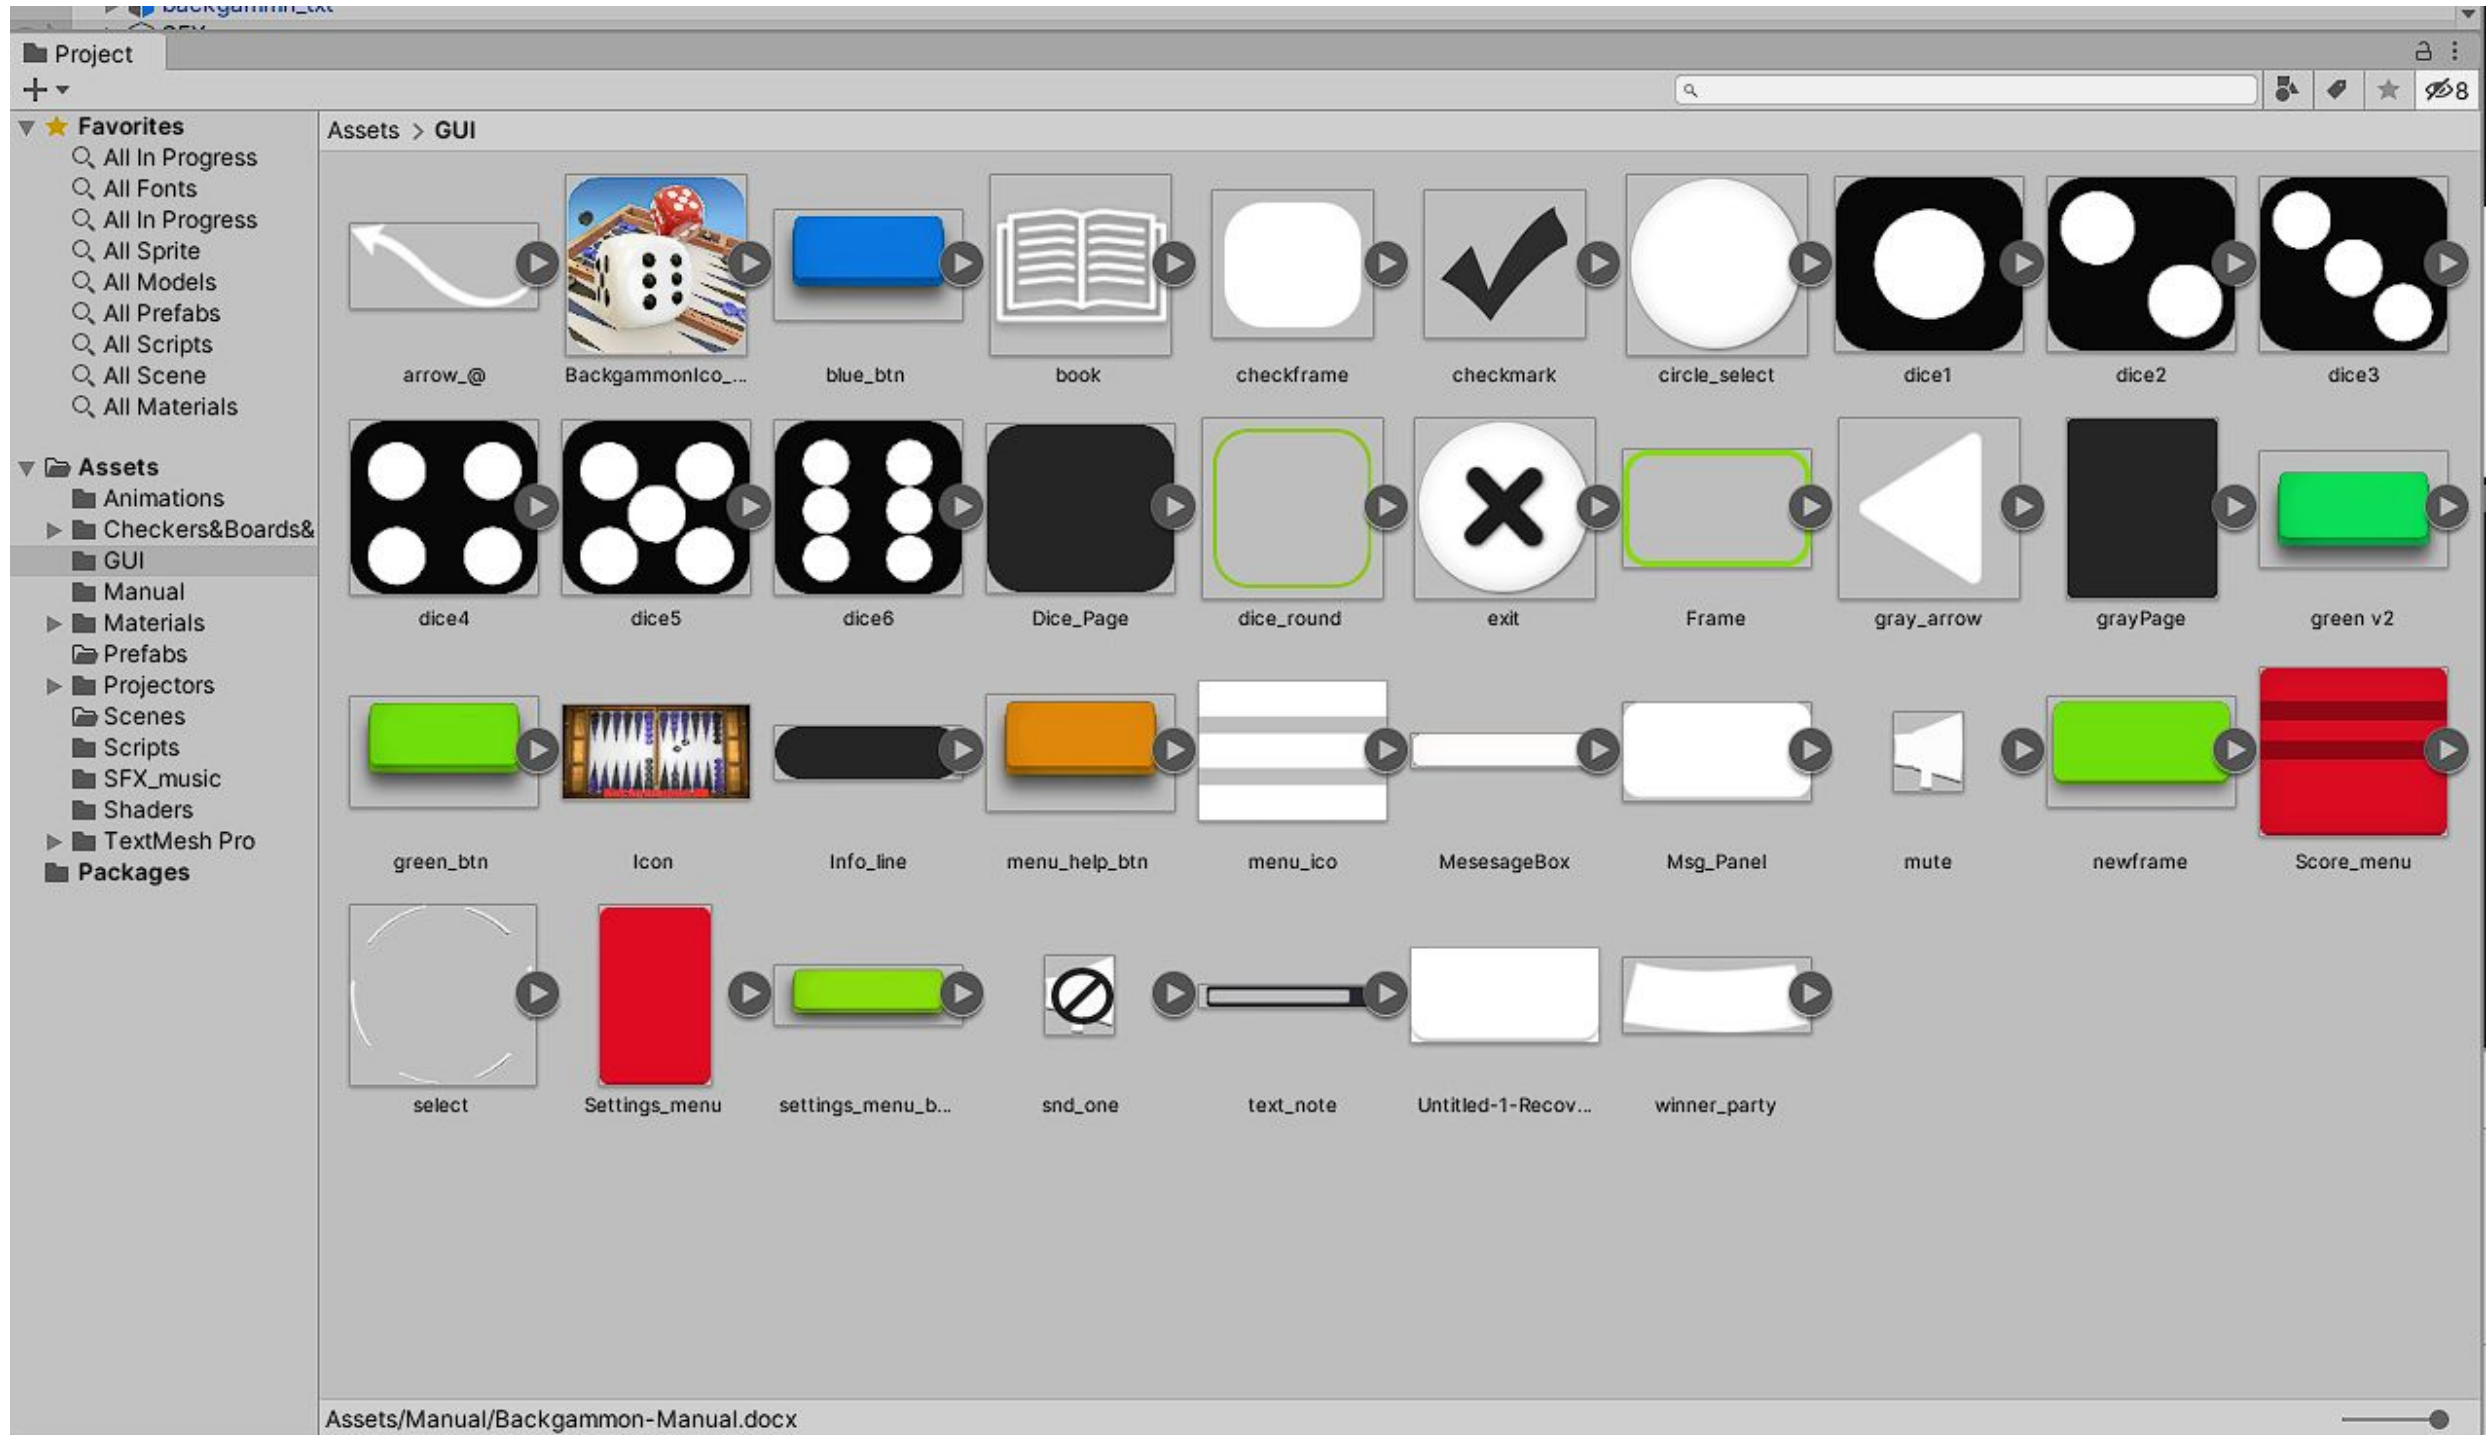 backgammn_txt
SFX
Project
8
Favorites
All In Progress
All Fonts
All In Progress
All Sprite
All Models
All Prefabs
All Scripts
All Scene
All Materials
Assets
Animations
Checkers&Boards&
GUI
Manual
Materials
Prefabs
Projectors
Scenes
Scripts
SFX_music
Shaders
TextMesh Pro
Packages
Assets > GUI
arrow_@ BackgammonIco_... blue_btn book checkframe checkmark circle_select dice1 dice2 dice3
dice4 dice5 dice6 Dice_Page dice_round exit Frame gray_arrow grayPage green v2
green_btn Icon Info_line menu_help_btn menu_ico MesesageBox Msg_Panel mute newframe Score_menu
select Settings_menu settings_menu_b... snd_one text_note Untitled-1-Recov... winner_party
Assets/Manual/Backgammon-Manual.docx